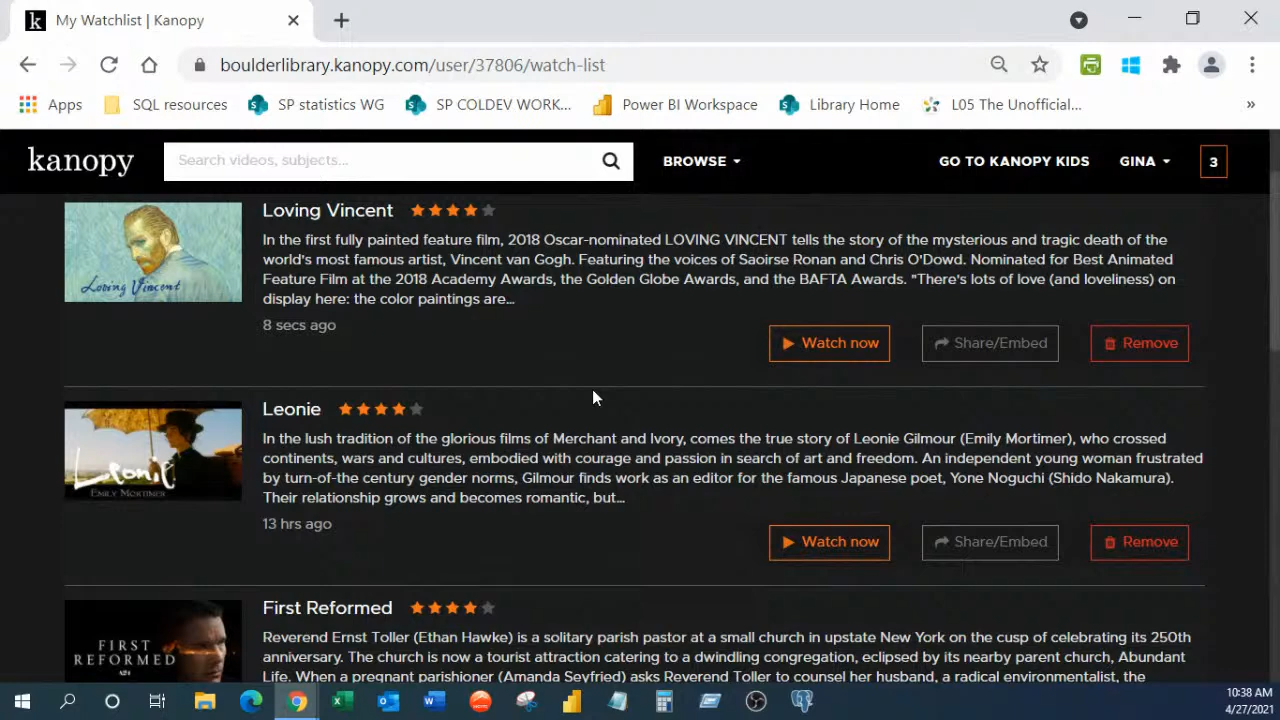 k My Watchlist | Kanopy
boulderlibrary.kanopy.com/user/37806/watch-list
Apps SQL resources SP statistics WG SP COLDEV WORK... Power BI Workspace Library Home L05 The Unofficial... »
kanopy Search videos, subjects... BROWSE GO TO KANOPY KIDS GINA 3
Loving Vincent
In the first fully painted feature film, 2018 Oscar-nominated LOVING VINCENT tells the story of the mysterious and tragic death of the
world's most famous artist, Vincent van Gogh. Featuring the voices of Saoirse Ronan and Chris O'Dowd. Nominated for Best Animated
Feature Film at the 2018 Academy Awards, the Golden Globe Awards, and the BAFTA Awards. "There's lots of love (and loveliness) on
display here: the color paintings are...
Loving Vincent
8 secs ago
Watch now Share/Embed Remove
Leonie
In the lush tradition of the glorious films of Merchant and Ivory, comes the true story of Leonie Gilmour (Emily Mortimer), who crossed
continents, wars and cultures, embodied with courage and passion in search of art and freedom. An independent young woman frustrated
by turn-of-the century gender norms, Gilmour finds work as an editor for the famous Japanese poet, Yone Noguchi (Shido Nakamura).
Their relationship grows and becomes romantic, but...
Leonie
EMILY MORTIMER
13 hrs ago
Watch now Share/Embed Remove
First Reformed
Reverend Ernst Toller (Ethan Hawke) is a solitary parish pastor at a small church in upstate New York on the cusp of celebrating its 250th
anniversary. The church is now a tourist attraction catering to a dwindling congregation, eclipsed by its nearby parent church, Abundant
Life. When a pregnant parishioner (Amanda Seyfried) asks Reverend Toller to counsel her husband, a radical environmentalist, the
FIRST
REFORMED
A24
10:38 AM
4/27/2021